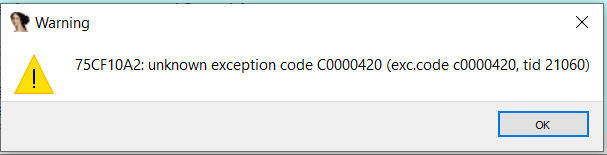 Warning
75CF10A2: unknown exception code C0000420 (exc.code c0000420, tid 21060)
OK